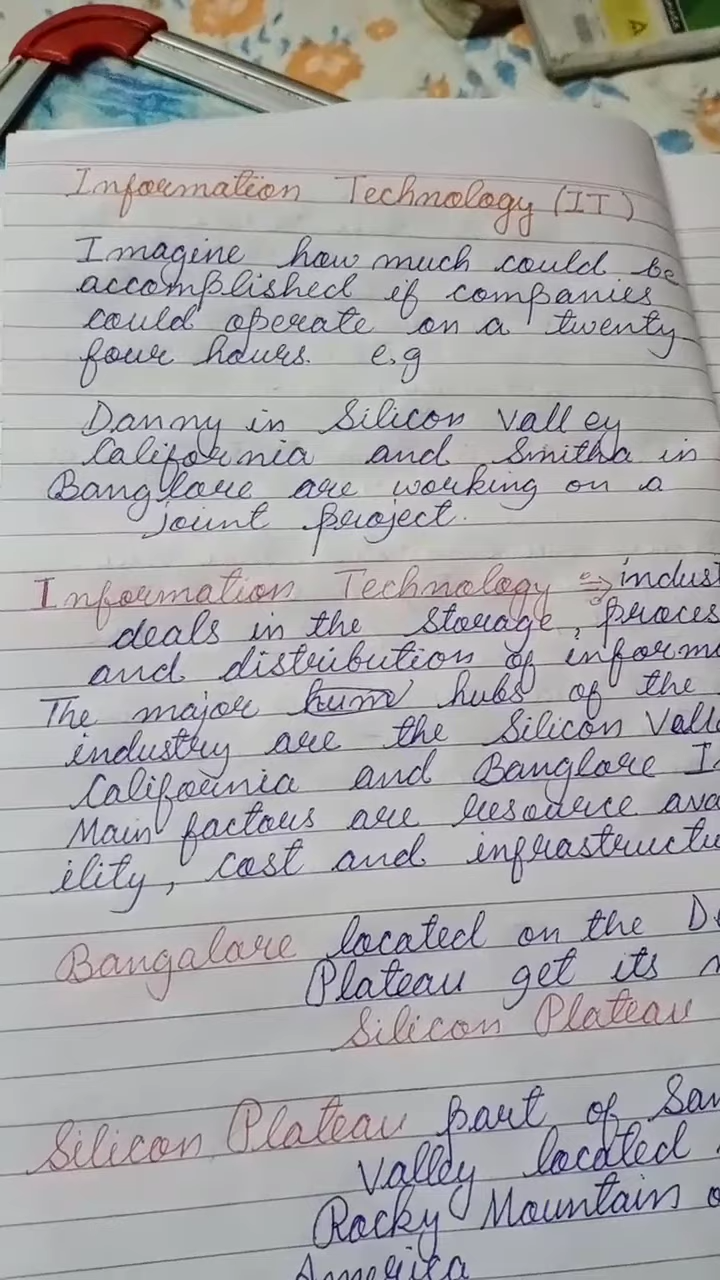 Information Technology (IT)
Imagine how much could be
accomplished if companies
could operate on a twenty
four hours. e.g
Danny in Silicon Valley
California and Smitha in
Banglore are working on a
joint project.
Information Technology ⇒ indust
deals in the storage, proces
and distribution of inform
The major hubs of the
industry are the Silicon Vall
California and Banglore I
Main factors are resource ava
ility, cost and infrastructu
Bangalore located on the De
Plateau get its n
Silicon Plateau
Silicon Plateau part of San
Valley located
Rocky Mountain o
America